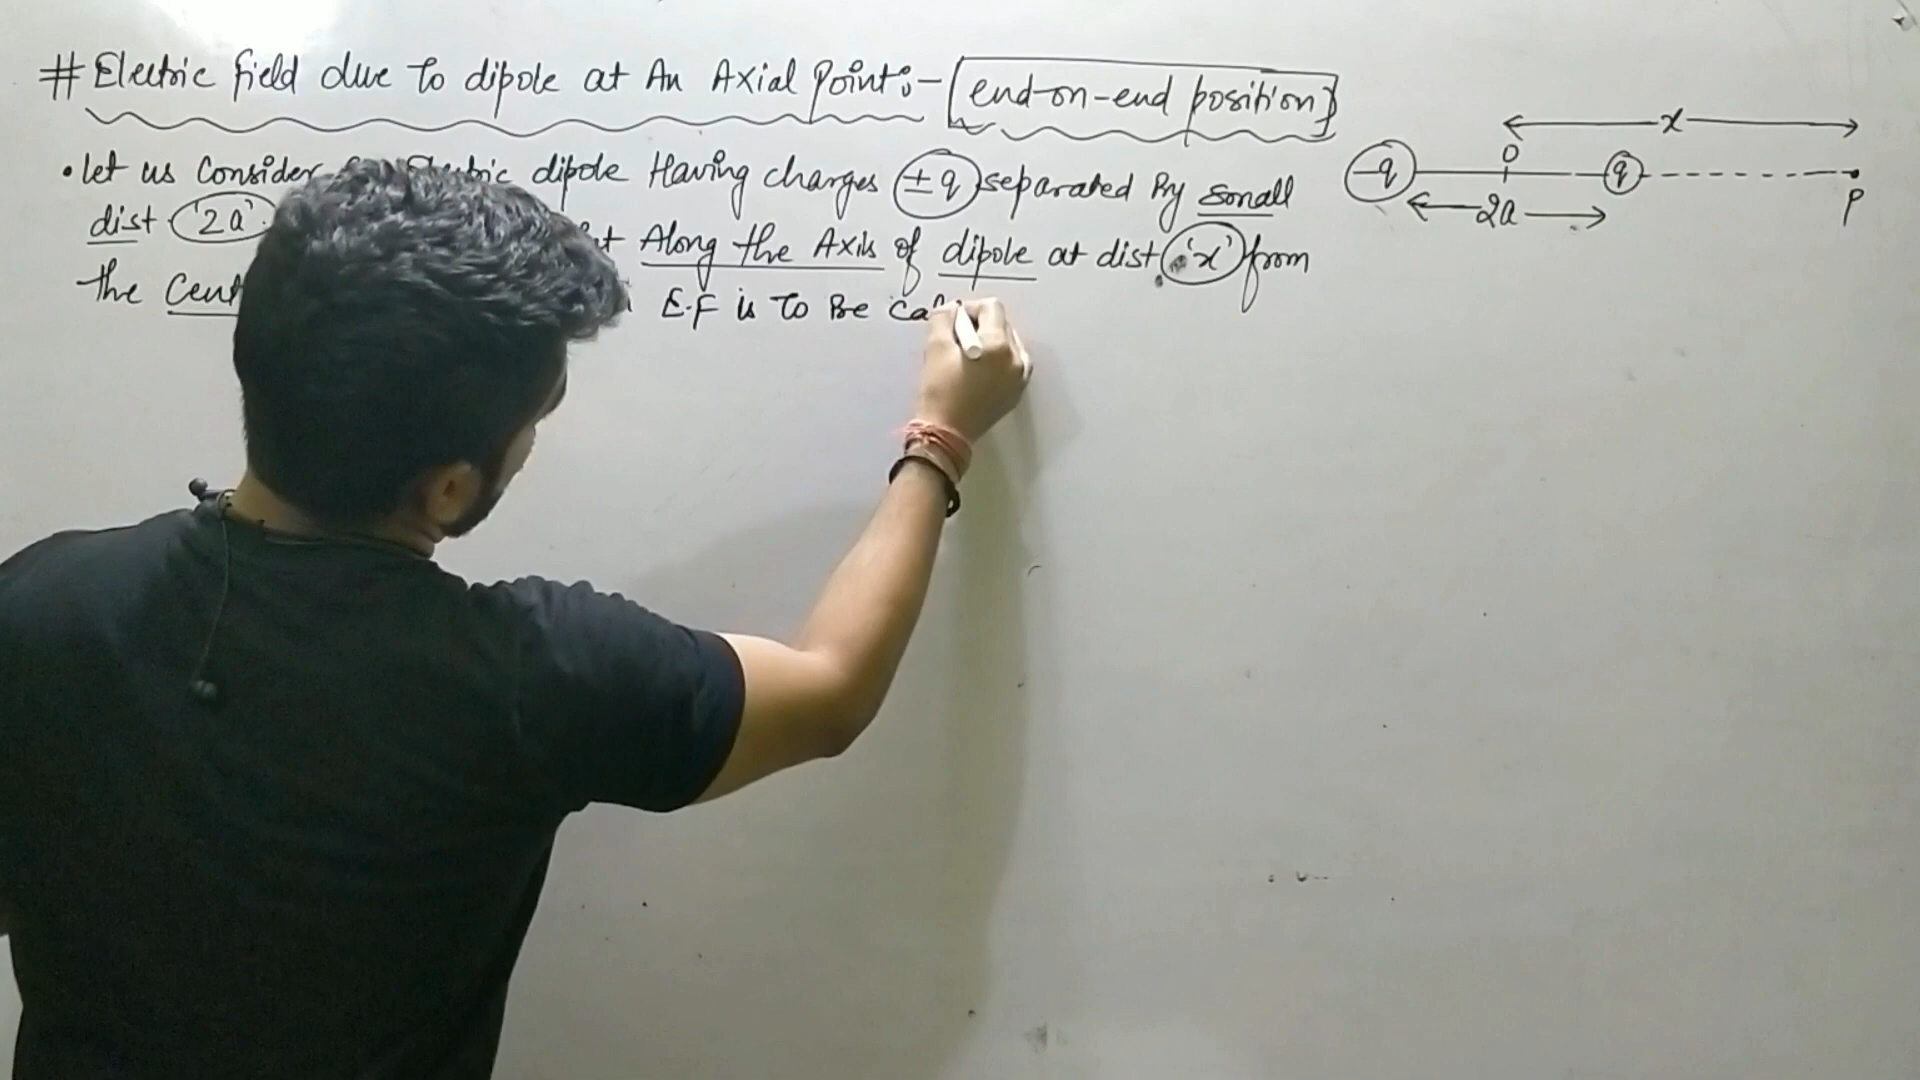 # Electric field due to dipole at An Axial Point:- [end-on-end position]
• let us Consider Electric dipole Having charges ±q separated By small
dist '2a'. Along the Axis of dipole at dist 'x' from
the E.F is To Be
x
-q O q
2a P